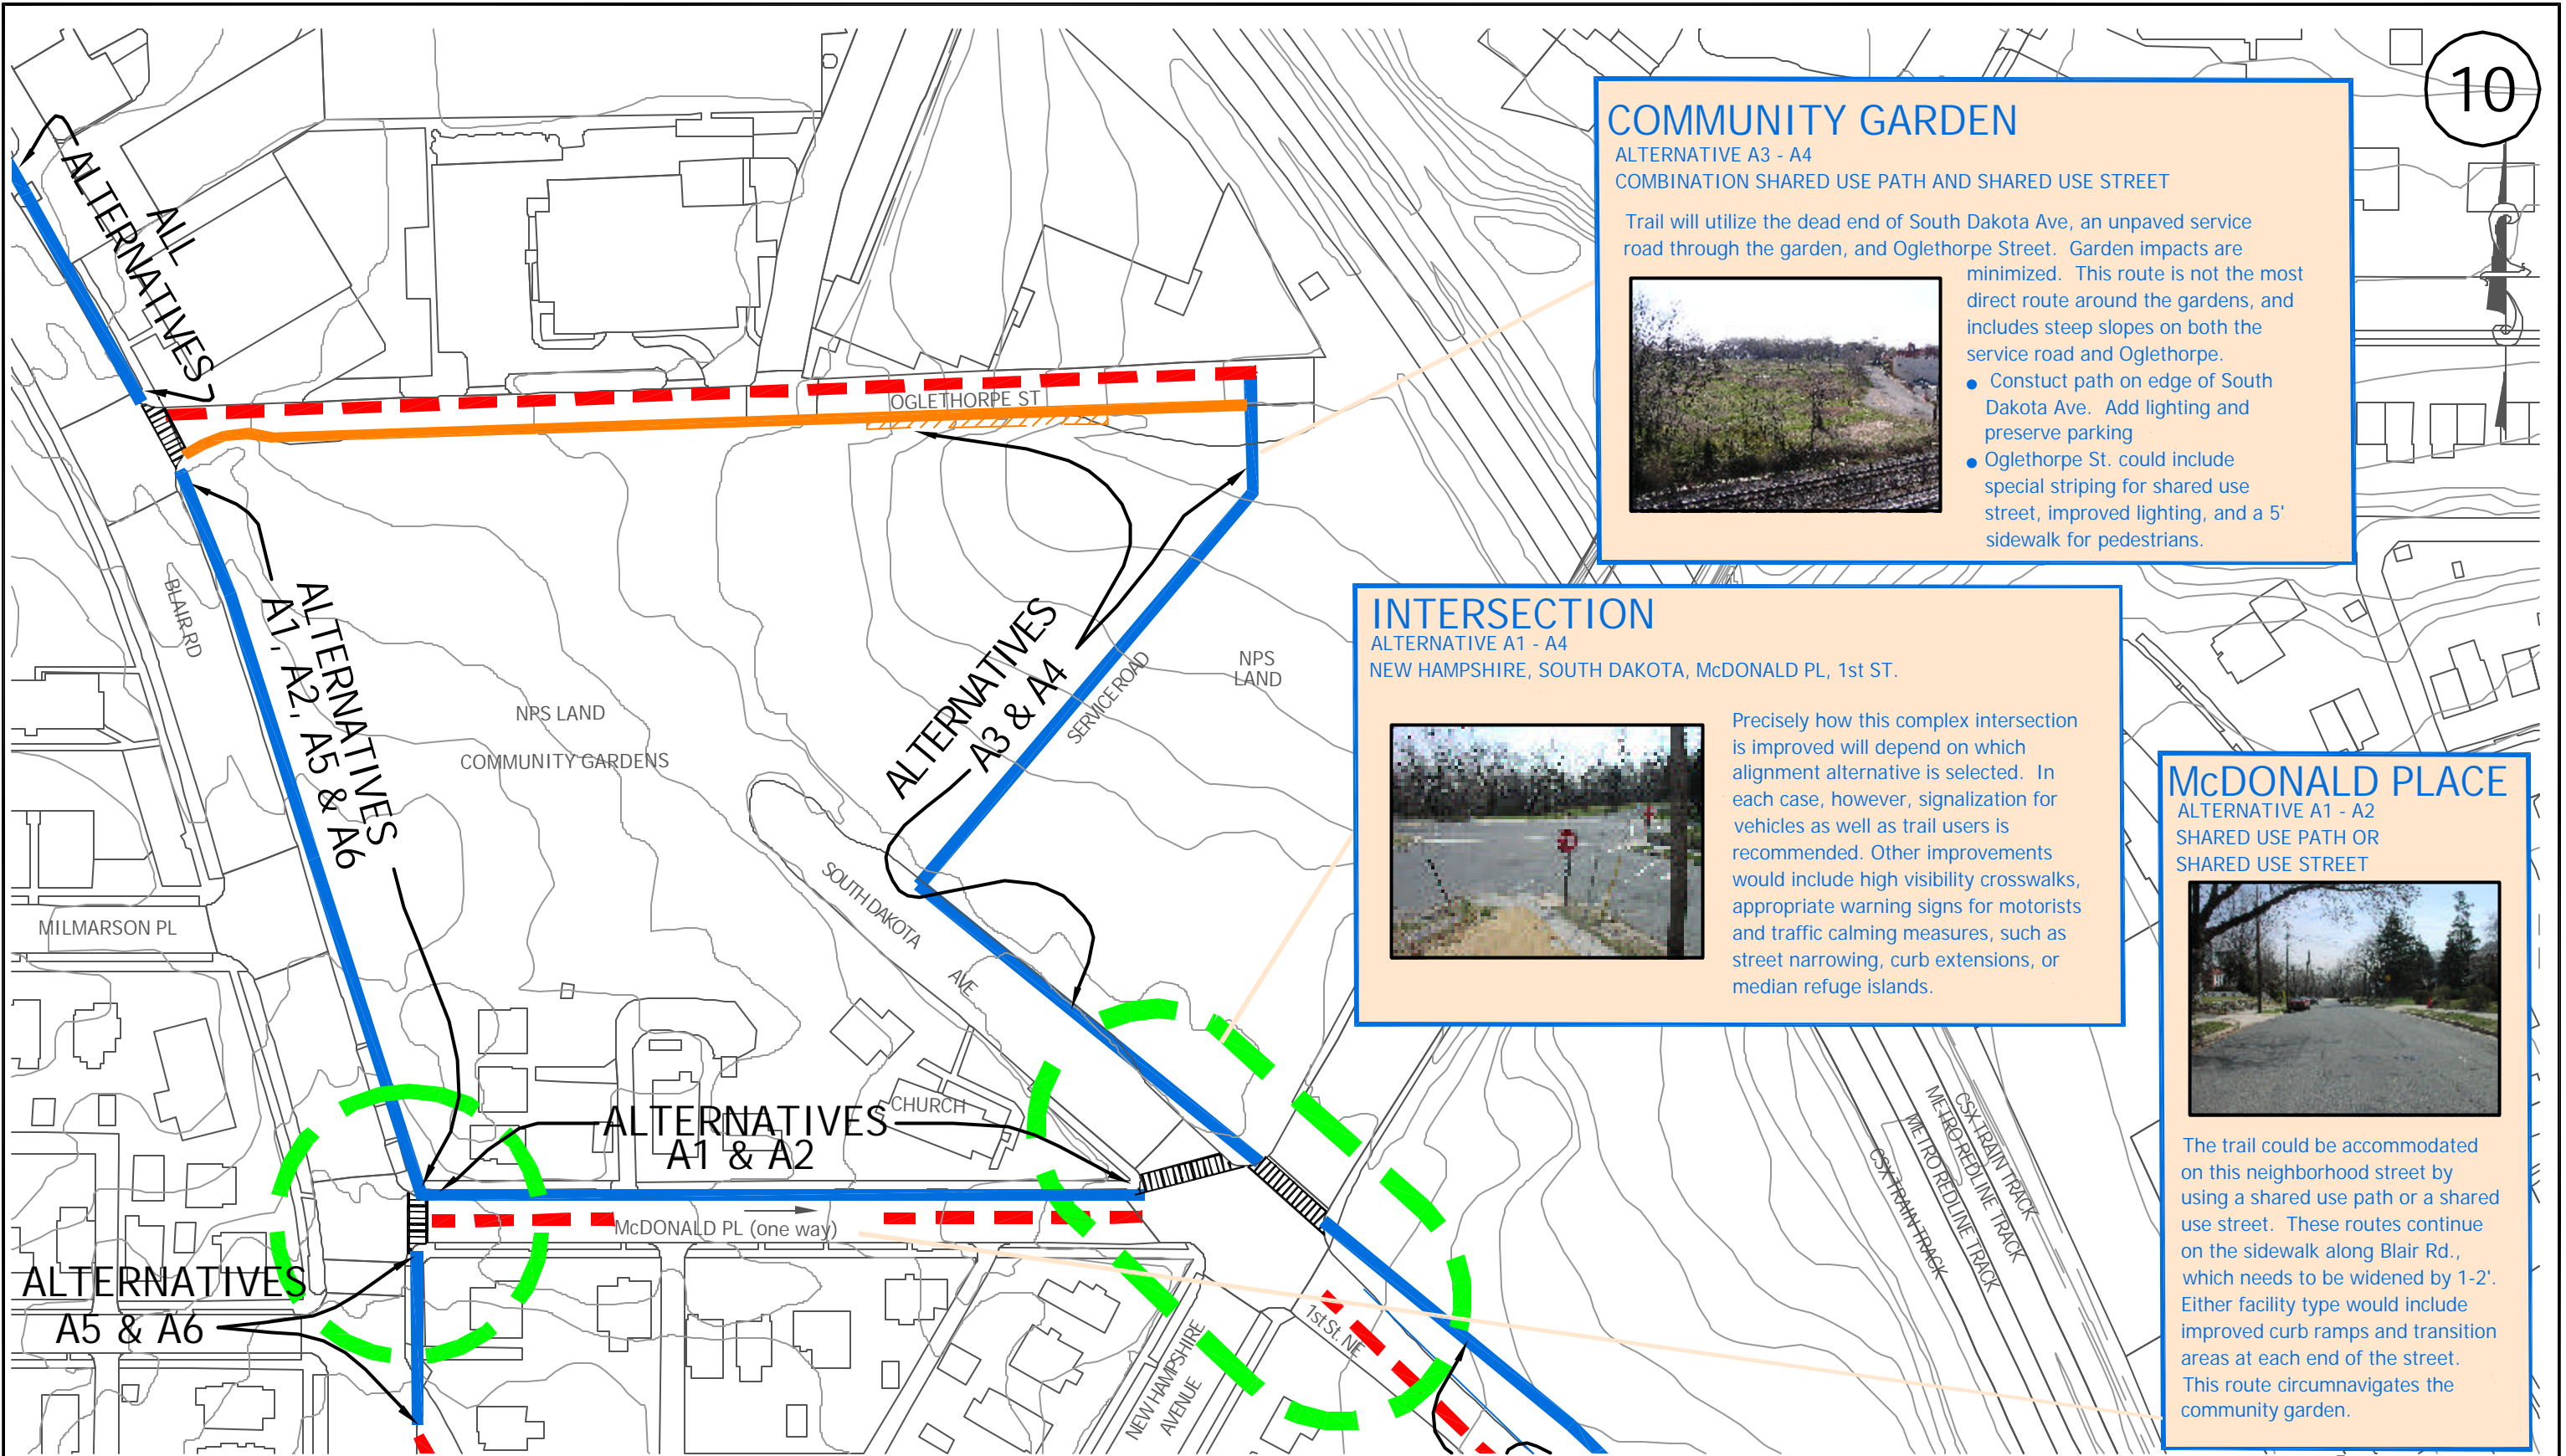 10
COMMUNITY GARDEN
ALTERNATIVE A3 - A4
COMBINATION SHARED USE PATH AND SHARED USE STREET
Trail will utilize the dead end of South Dakota Ave, an unpaved service
road through the garden, and Oglethorpe Street. Garden impacts are
minimized. This route is not the most
direct route around the gardens, and
includes steep slopes on both the
service road and Oglethorpe.
● Constuct path on edge of South
Dakota Ave. Add lighting and
preserve parking
● Oglethorpe St. could include
special striping for shared use
street, improved lighting, and a 5'
sidewalk for pedestrians.
ALL
ALTERNATIVES
OGLETHORPE ST
BLAIR RD
ALTERNATIVES
A1, A2, A5 & A6
ALTERNATIVES
A3 & A4
SERVICE ROAD
NPS
LAND
NPS LAND
COMMUNITY GARDENS
INTERSECTION
ALTERNATIVE A1 - A4
NEW HAMPSHIRE, SOUTH DAKOTA, McDONALD PL, 1st ST.
Precisely how this complex intersection
is improved will depend on which
alignment alternative is selected. In
each case, however, signalization for
vehicles as well as trail users is
recommended. Other improvements
would include high visibility crosswalks,
appropriate warning signs for motorists
and traffic calming measures, such as
street narrowing, curb extensions, or
median refuge islands.
McDONALD PLACE
ALTERNATIVE A1 - A2
SHARED USE PATH OR
SHARED USE STREET
The trail could be accommodated
on this neighborhood street by
using a shared use path or a shared
use street. These routes continue
on the sidewalk along Blair Rd.,
which needs to be widened by 1-2'.
Either facility type would include
improved curb ramps and transition
areas at each end of the street.
This route circumnavigates the
community garden.
MILMARSON PL
SOUTH DAKOTA
AVE
CHURCH
ALTERNATIVES
A1 & A2
McDONALD PL (one way)
ALTERNATIVES
A5 & A6
1st St. NE
NEW HAMPSHIRE
AVENUE
CSX TRAIN TRACK
METRO REDLINE TRACK
METRO REDLINE TRACK
CSX TRAIN TRACK